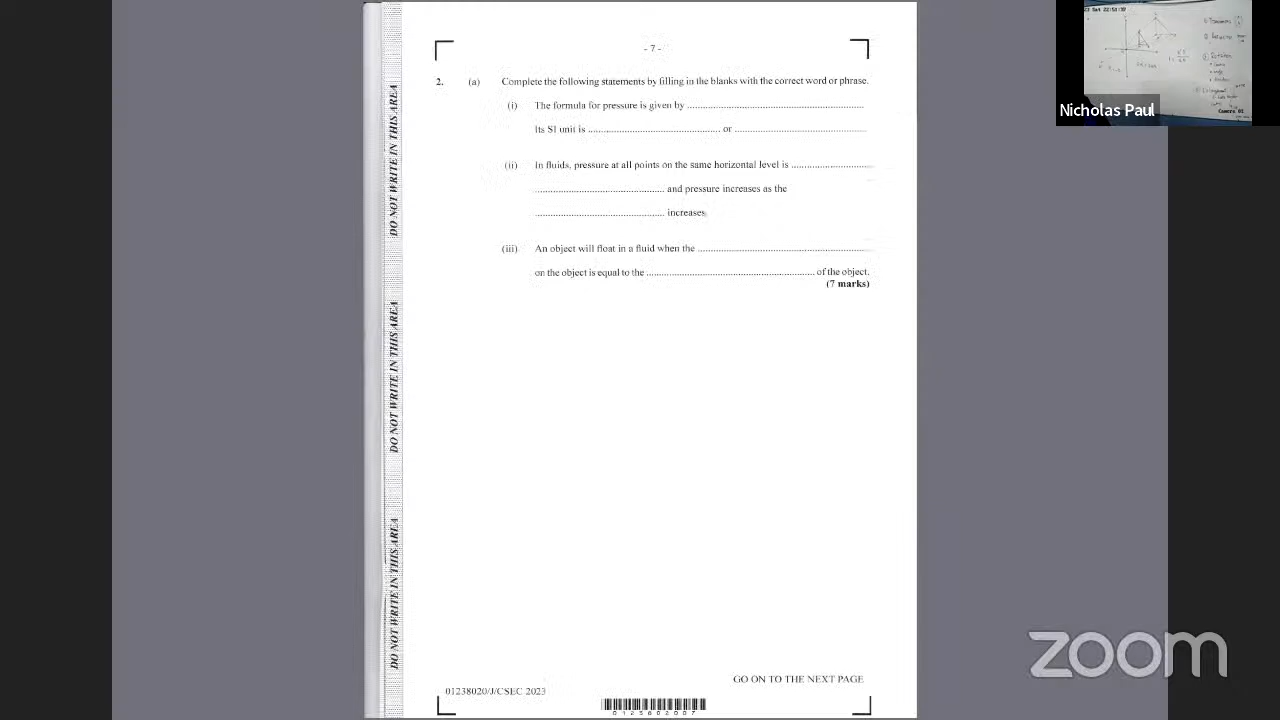 - 7 -
2. (a) Complete the following statements by filling in the blanks with the correct word or phrase.
(i) The formula for pressure is given by ............................................................
Its SI unit is ............................................. or .............................................
(ii) In fluids, pressure at all points on the same horizontal level is ...........................
............................................. and pressure increases as the
............................................. increases.
(iii) An object will float in a fluid when the ............................................................
on the object is equal to the ............................................................ of the object.
(7 marks)
GO ON TO THE NEXT PAGE
01238020/J/CSEC 2023
0123802007
DO NOT WRITE IN THIS AREA
DO NOT WRITE IN THIS AREA
DO NOT WRITE IN THIS AREA
Nicholas Paul
Camera 01
zoom